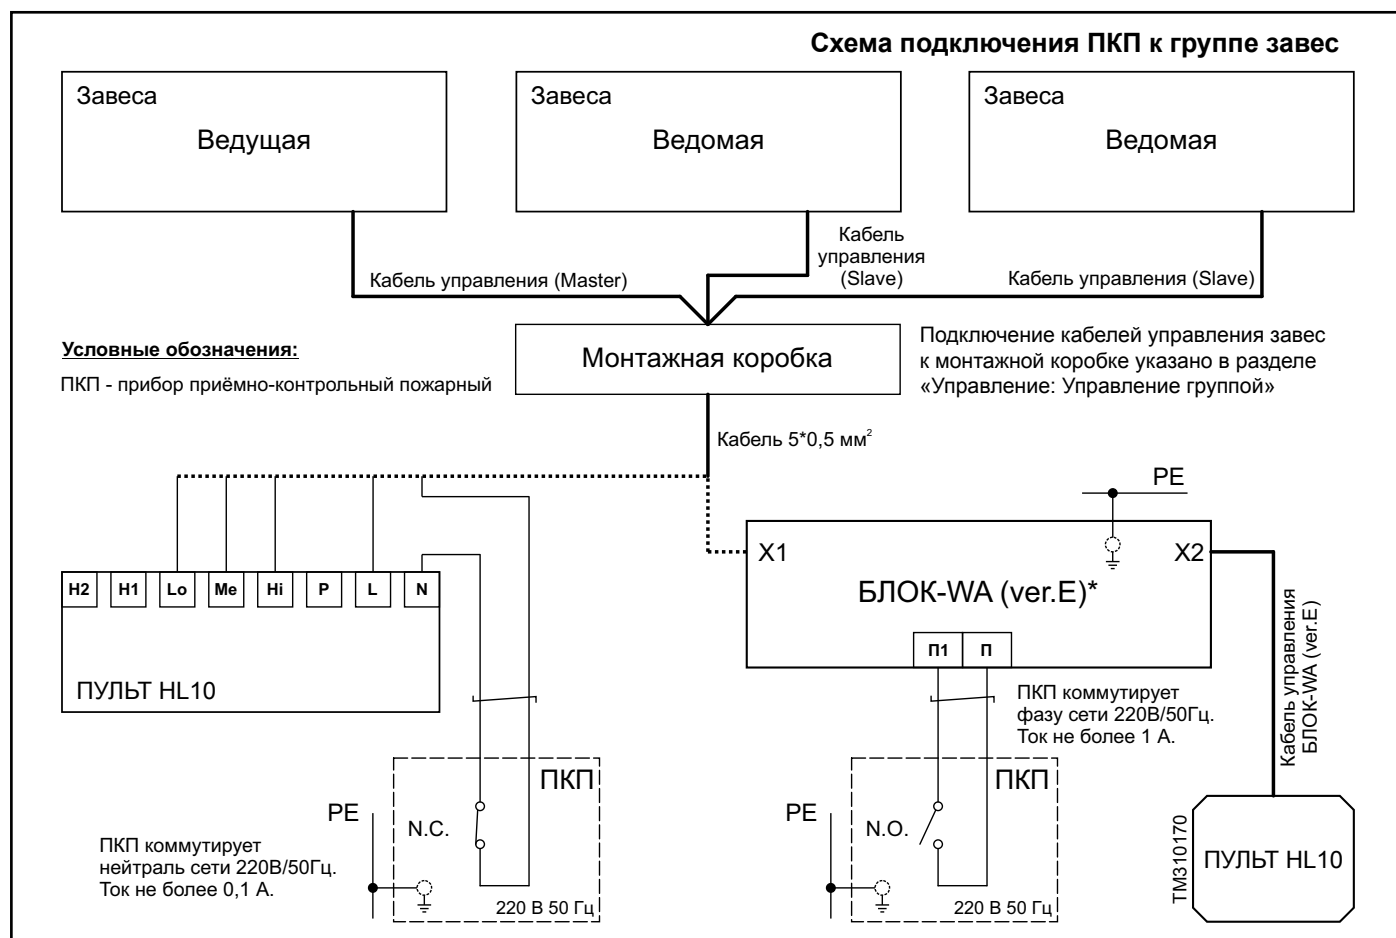 Схема подключения ПКП к группе завес
Завеса
Ведущая
Завеса
Ведомая
Завеса
Ведомая
Кабель управления (Master)
Кабель
управления
(Slave)
Кабель управления (Slave)
Монтажная коробка
Подключение кабелей управления завес
к монтажной коробке указано в разделе
«Управление: Управление группой»
Условные обозначения:
ПКП - прибор приёмно-контрольный пожарный
Кабель 5*0,5 мм²
H2 H1 Lo Me Hi P L N
ПУЛЬТ HL10
PE
X1
X2
БЛОК-WA (ver.E)*
П1 П
ПКП коммутирует
фазу сети 220В/50Гц.
Ток не более 1 А.
Кабель управления
БЛОК-WA (ver.E)
ПКП
PE
N.C.
220 В 50 Гц
ПКП коммутирует
нейтраль сети 220В/50Гц.
Ток не более 0,1 А.
ПКП
PE
N.O.
220 В 50 Гц
ТМ310170
ПУЛЬТ HL10